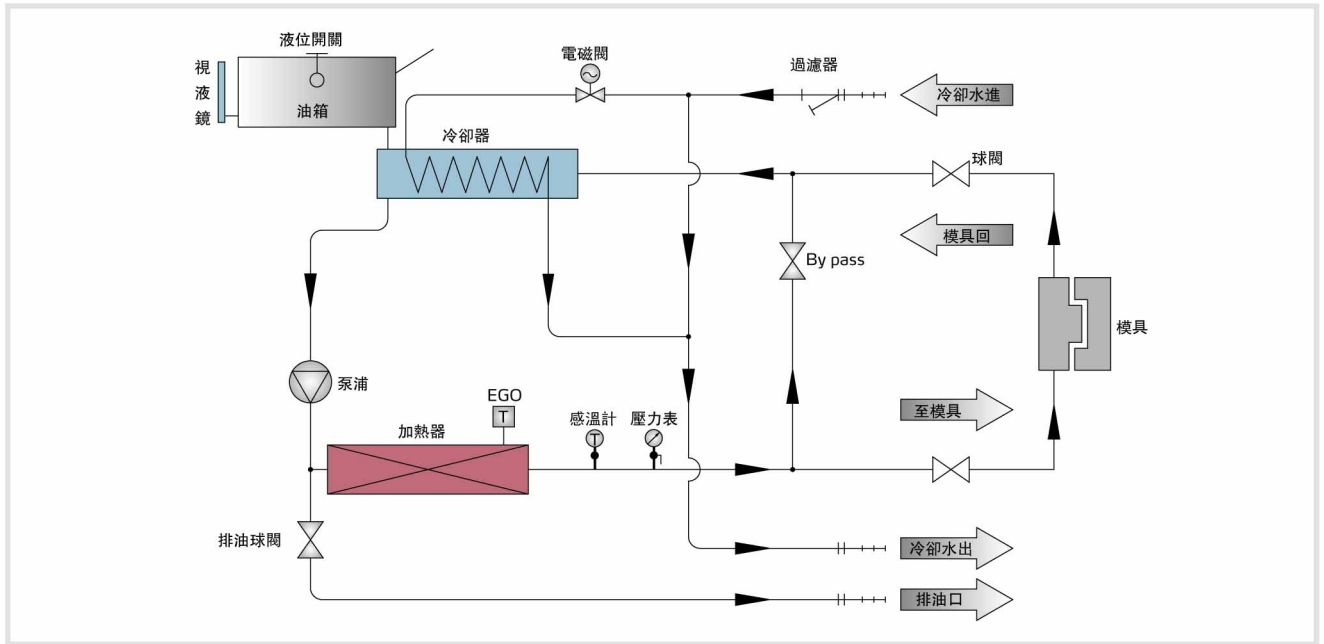 液位開關
視液鏡
油箱
電磁閥
過濾器
冷卻水進
冷卻器
球閥
模具回
By pass
模具
泵浦
EGO
T
加熱器
感溫計
T
壓力表
至模具
排油球閥
冷卻水出
排油口